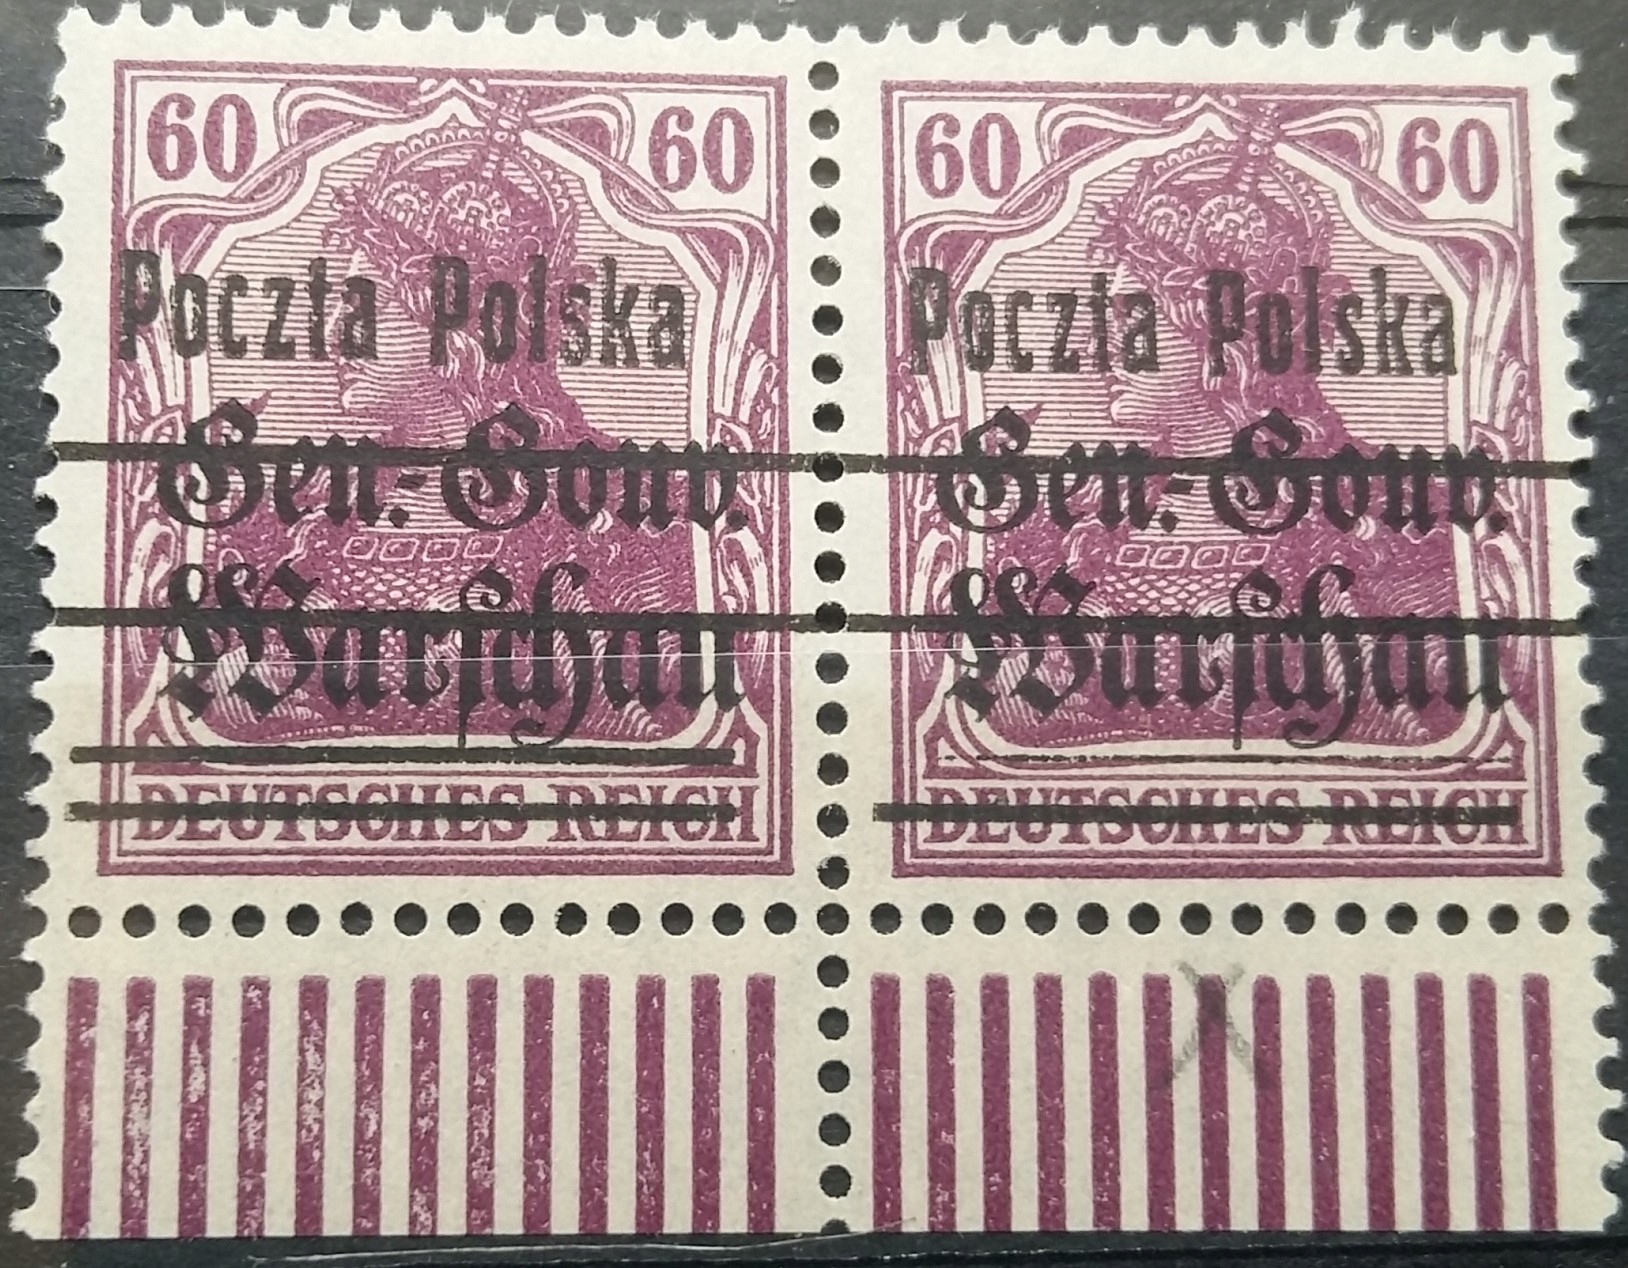 60 60 60 60
Poczta Polska Poczta Polska
Gen.-Gouv. Gen.-Gouv.
Warschau Warschau
DEUTSCHES REICH DEUTSCHES REICH
X